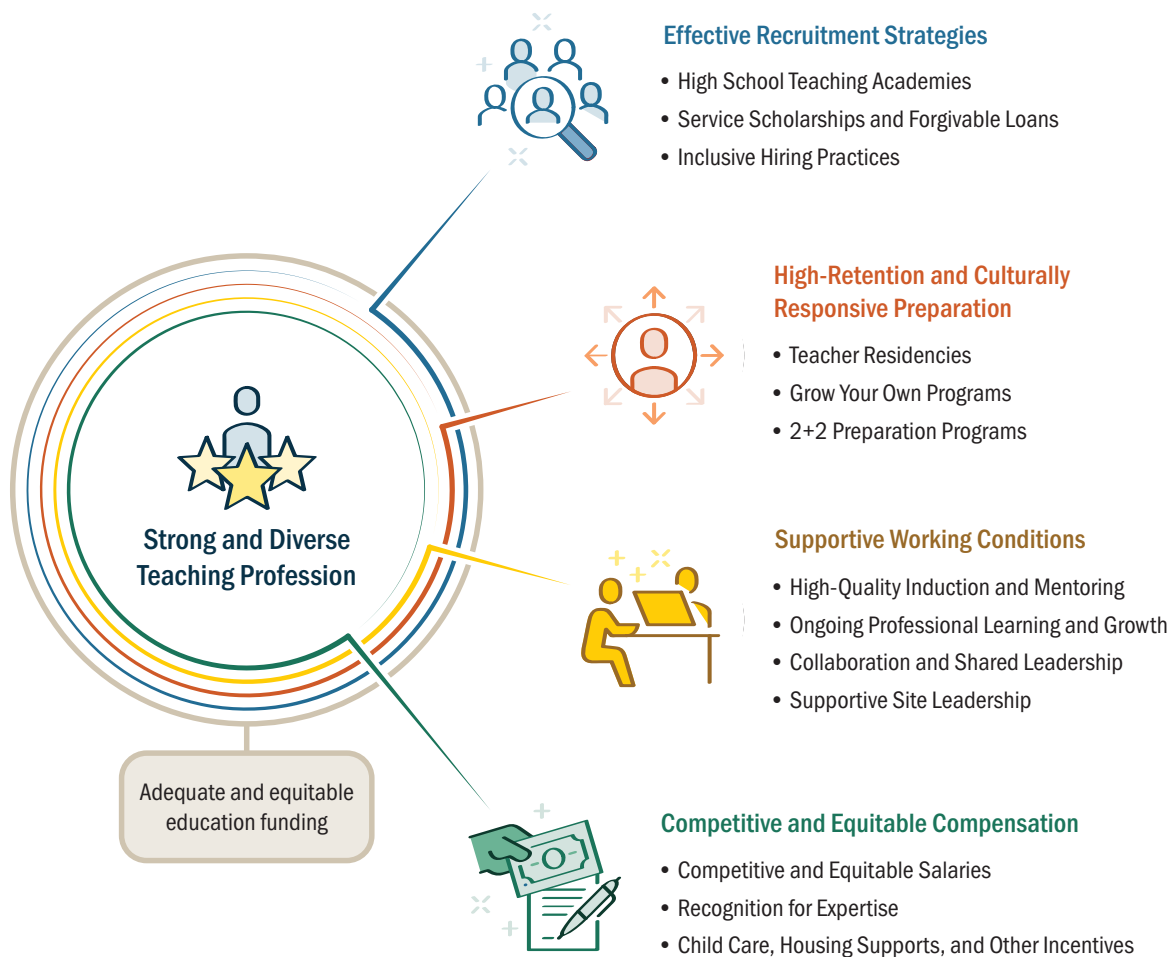 Effective Recruitment Strategies
• High School Teaching Academies
• Service Scholarships and Forgivable Loans
• Inclusive Hiring Practices
High-Retention and Culturally
Responsive Preparation
• Teacher Residencies
• Grow Your Own Programs
• 2+2 Preparation Programs
Strong and Diverse
Teaching Profession
Supportive Working Conditions
• High-Quality Induction and Mentoring
• Ongoing Professional Learning and Growth
• Collaboration and Shared Leadership
• Supportive Site Leadership
Adequate and equitable
education funding
Competitive and Equitable Compensation
• Competitive and Equitable Salaries
• Recognition for Expertise
• Child Care, Housing Supports, and Other Incentives